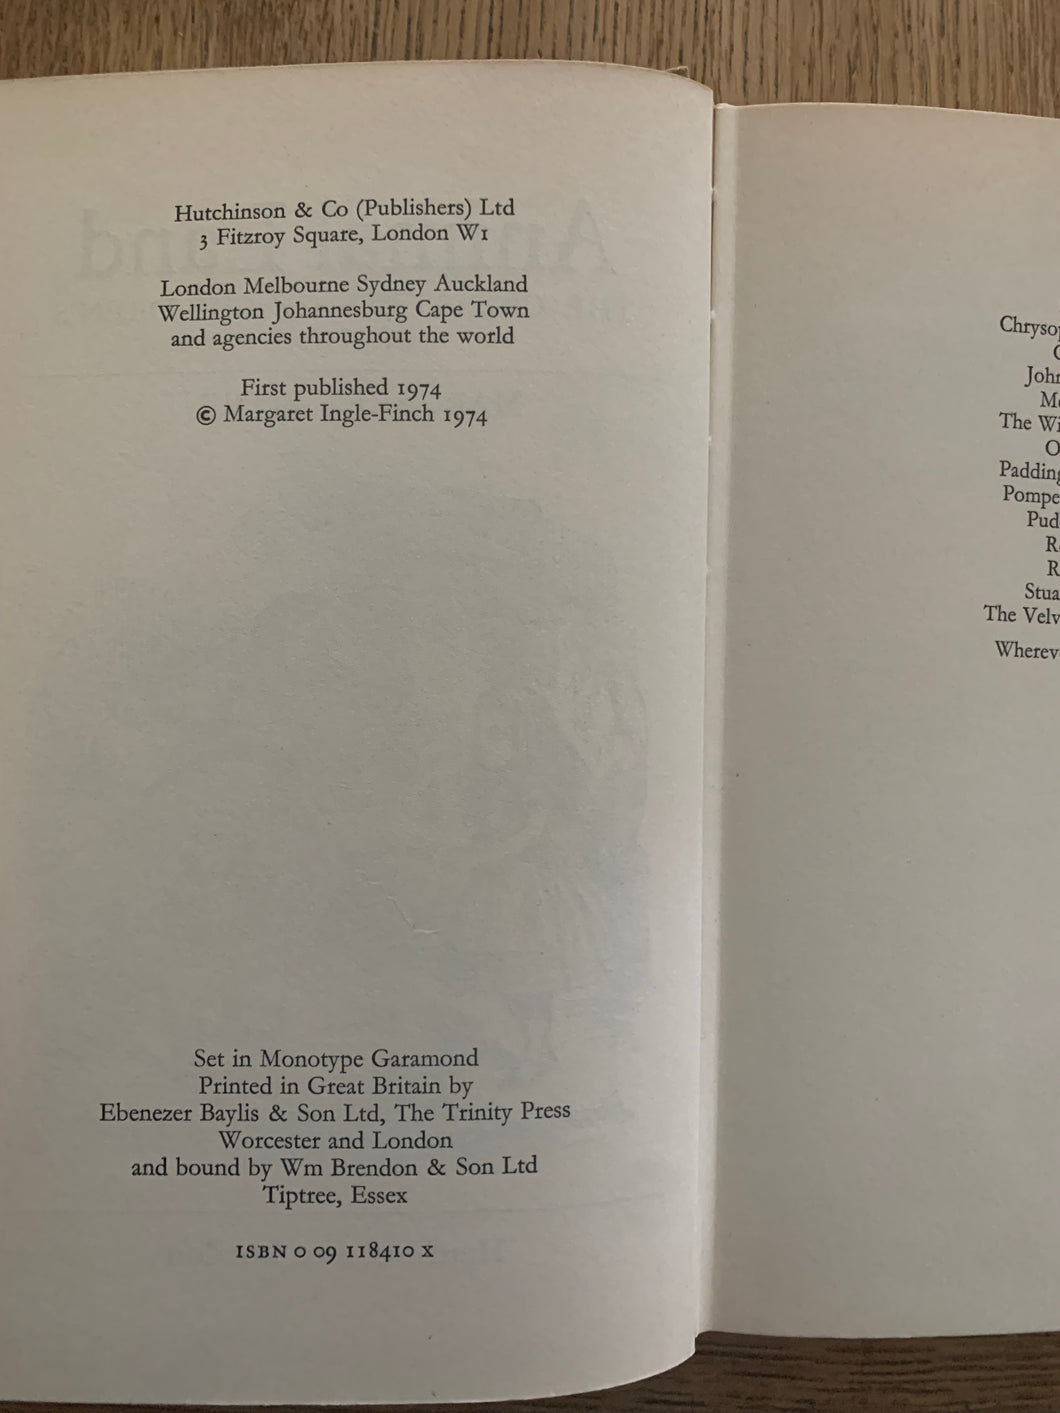 Hutchinson & Co (Publishers) Ltd
3 Fitzroy Square, London W1
London Melbourne Sydney Auckland
Wellington Johannesburg Cape Town
and agencies throughout the world
First published 1974
© Margaret Ingle-Finch 1974
Set in Monotype Garamond
Printed in Great Britain by
Ebenezer Baylis & Son Ltd, The Trinity Press
Worcester and London
and bound by Wm Brendon & Son Ltd
Tiptree, Essex
ISBN 0 09 118410 X
The
The